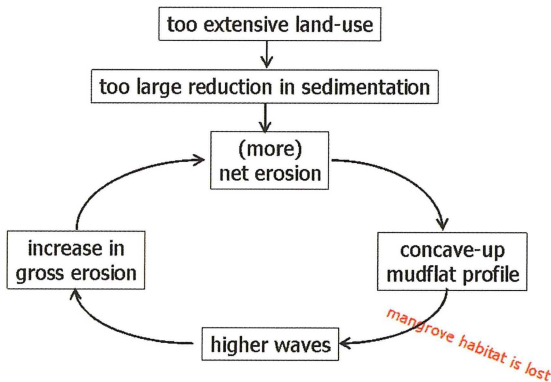 too extensive land-use
too large reduction in sedimentation
(more)
net erosion
concave-up
mudflat profile
mangrove habitat is lost
higher waves
increase in
gross erosion